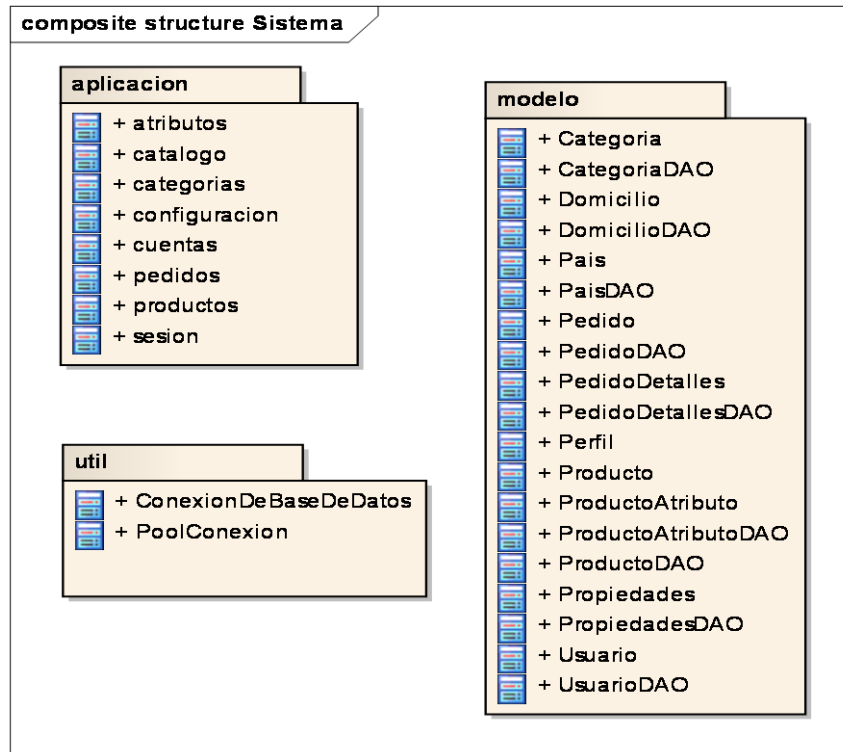 composite structure Sistema
aplicacion
+ atributos
+ catalogo
+ categorias
+ configuracion
+ cuentas
+ pedidos
+ productos
+ sesion
util
+ ConexionDeBaseDeDatos
+ PoolConexion
modelo
+ Categoria
+ CategoriaDAO
+ Domicilio
+ DomicilioDAO
+ Pais
+ PaisDAO
+ Pedido
+ PedidoDAO
+ PedidoDetalles
+ PedidoDetallesDAO
+ Perfil
+ Producto
+ ProductoAtributo
+ ProductoAtributoDAO
+ ProductoDAO
+ Propiedades
+ PropiedadesDAO
+ Usuario
+ UsuarioDAO